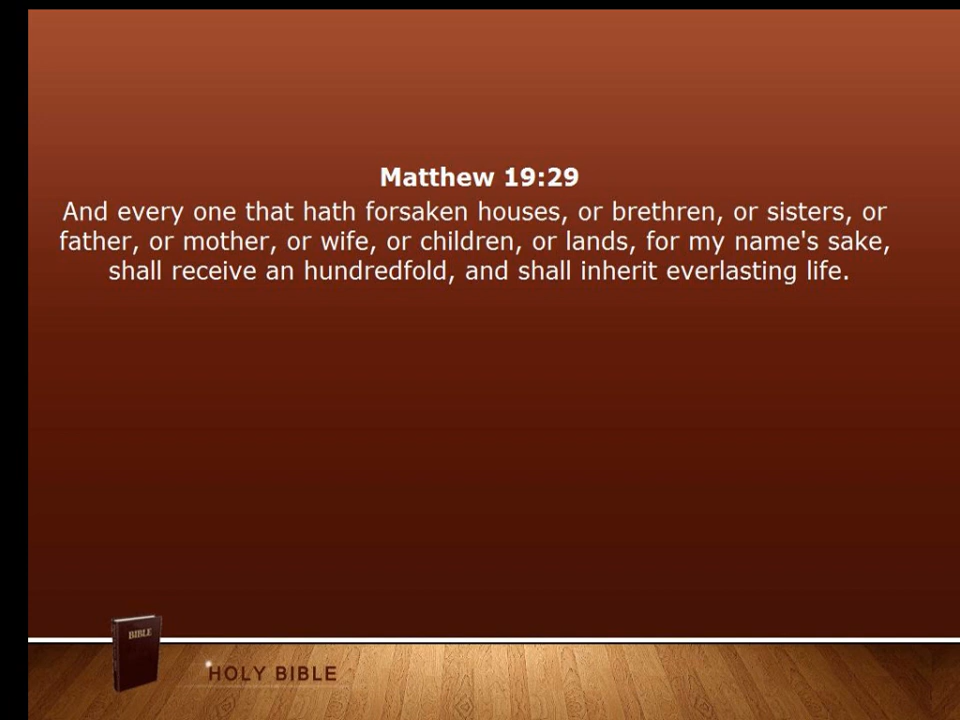 Matthew 19:29
And every one that hath forsaken houses, or brethren, or sisters, or
father, or mother, or wife, or children, or lands, for my name's sake,
shall receive an hundredfold, and shall inherit everlasting life.
BIBLE
HOLY BIBLE